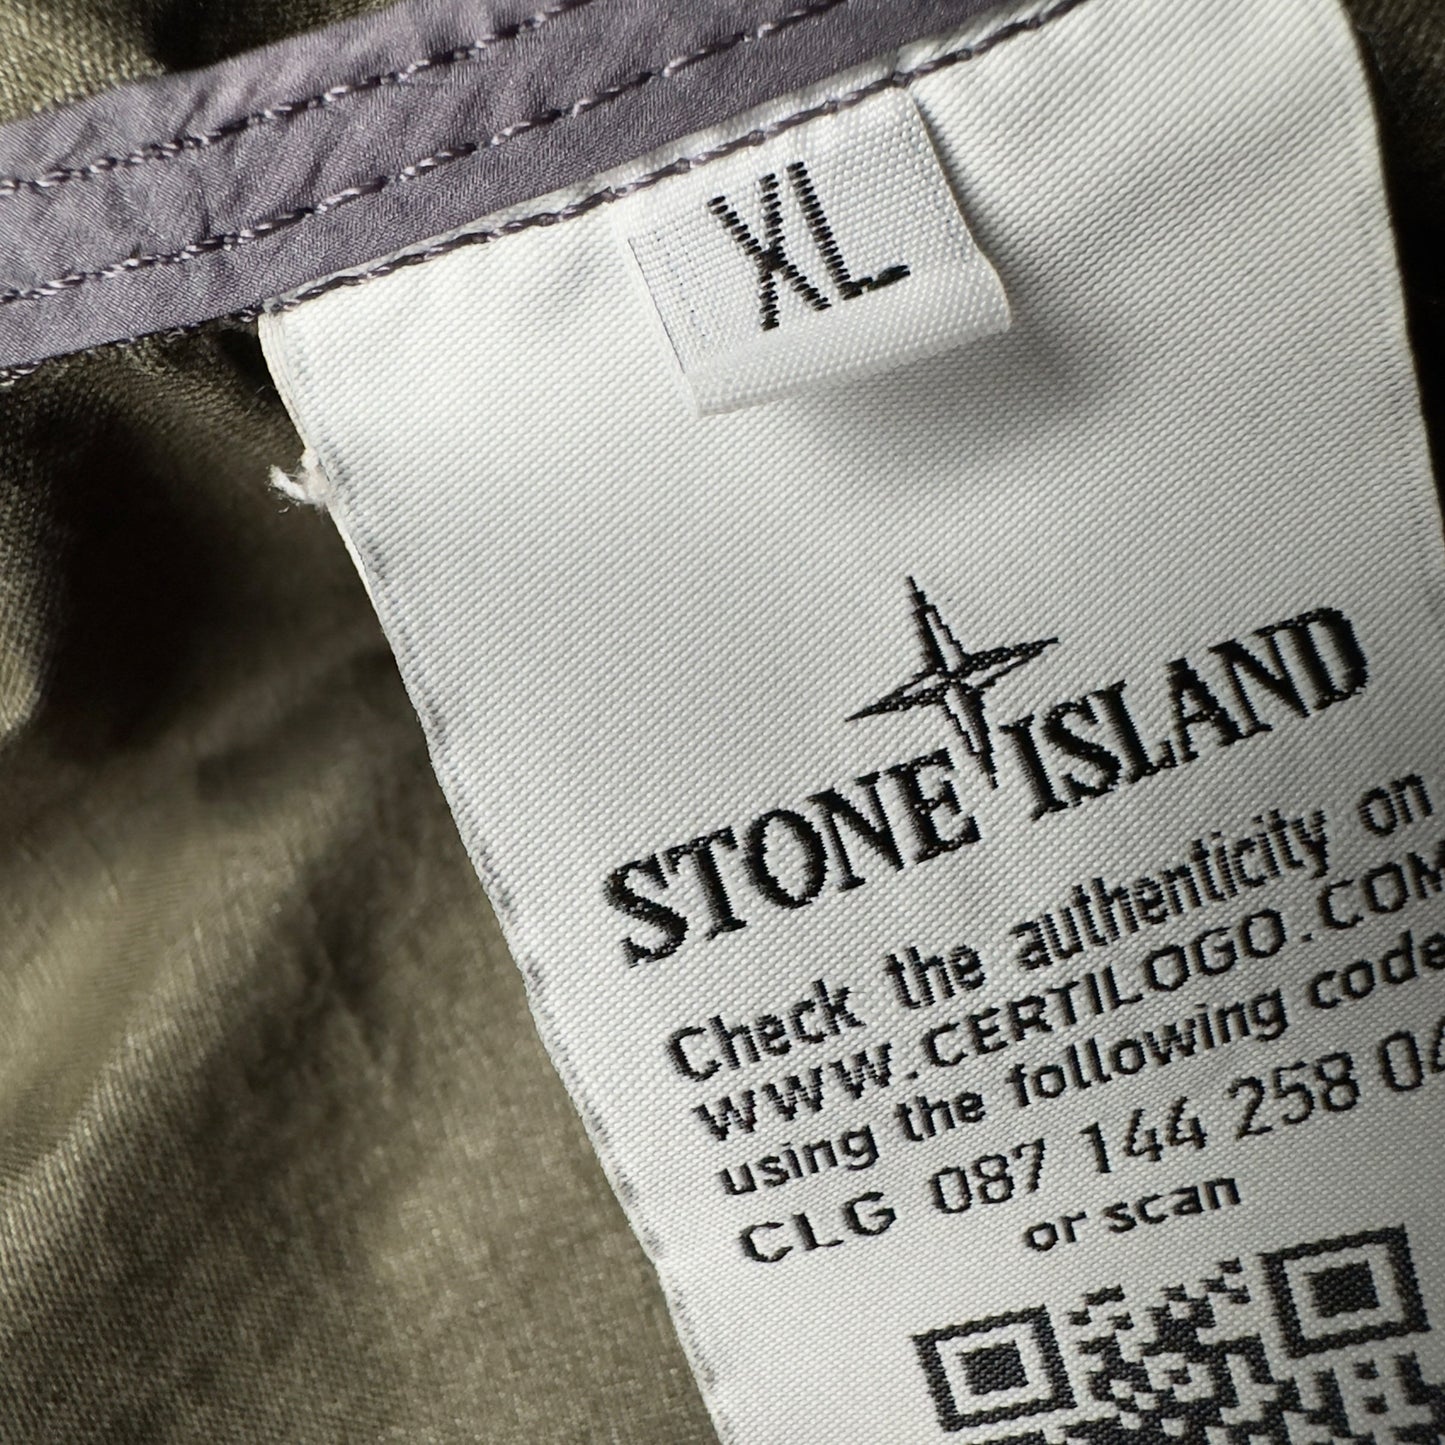 XL
STONE ISLAND
Check the authenticity on
WWW.CERTILOGO.COM
using the following code
CLG 087 144 258
or scan